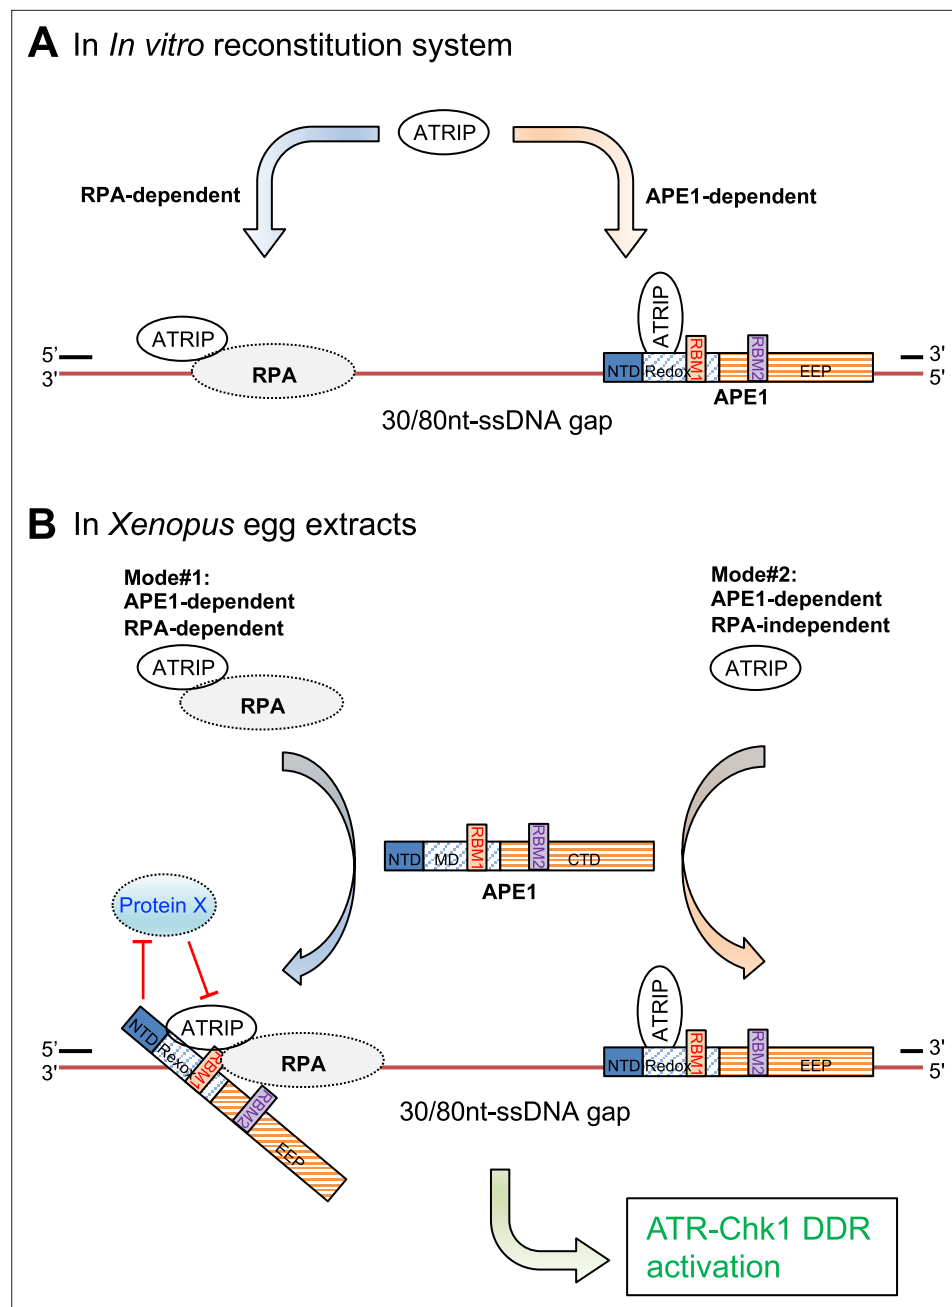 A In In vitro reconstitution system
ATRIP
RPA-dependent
APE1-dependent
ATRIP
RPA
ATRIP
NTD
Redox
RBM1
RBM2
EEP
APE1
5’
3'
3'
5'
30/80nt-ssDNA gap
B In Xenopus egg extracts
Mode#1:
APE1-dependent
RPA-dependent
ATRIP
RPA
Mode#2:
APE1-dependent
RPA-independent
ATRIP
NTD
MD
RBM1
RBM2
CTD
APE1
Protein X
NTD
Rexox
ATRIP
RBM1
RPA
RBM2
EEP
ATRIP
NTD
Redox
RBM1
RBM2
EEP
5’
3'
3'
5'
30/80nt-ssDNA gap
ATR-Chk1 DDR
activation